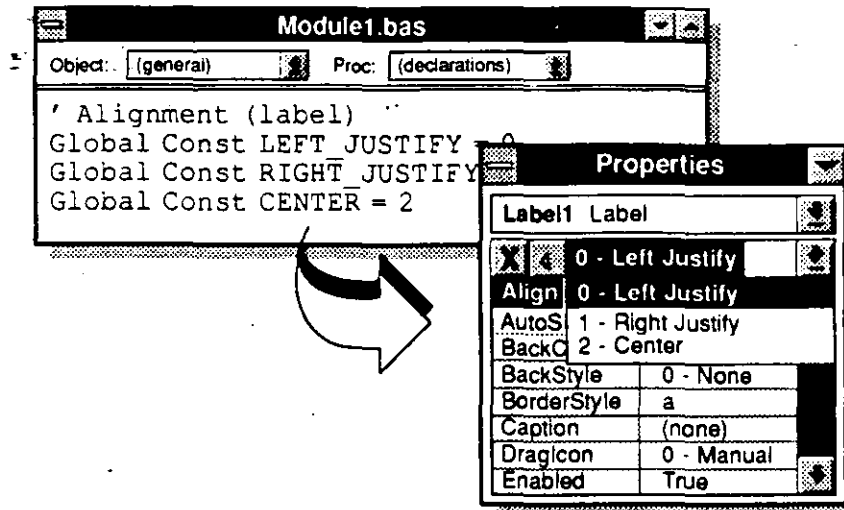 Module1.bas
Object: (general) Proc: (declarations)
' Alignment (label)
Global Const LEFT_JUSTIFY = 0
Global Const RIGHT_JUSTIFY
Global Const CENTER = 2
Properties
Label1 Label
0 - Left Justify
Align 0 - Left Justify
AutoS 1 - Right Justify
BackC 2 - Center
BackStyle 0 - None
BorderStyle a
Caption (none)
DragIcon 0 - Manual
Enabled True